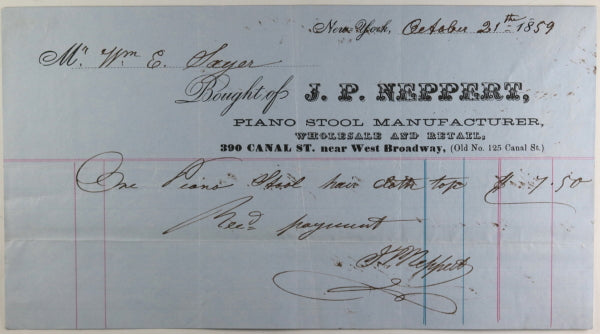 New-York, October 21th 1859
Mr. Wm E. Sayer
Bought of J. P. NEPPERT,
PIANO STOOL MANUFACTURER,
WHOLESALE AND RETAIL,
390 CANAL ST. near West Broadway, (Old No. 125 Canal St.)
One Piano Stool hair cloth top $ 7.50
Recd payment
J. P. Neppert